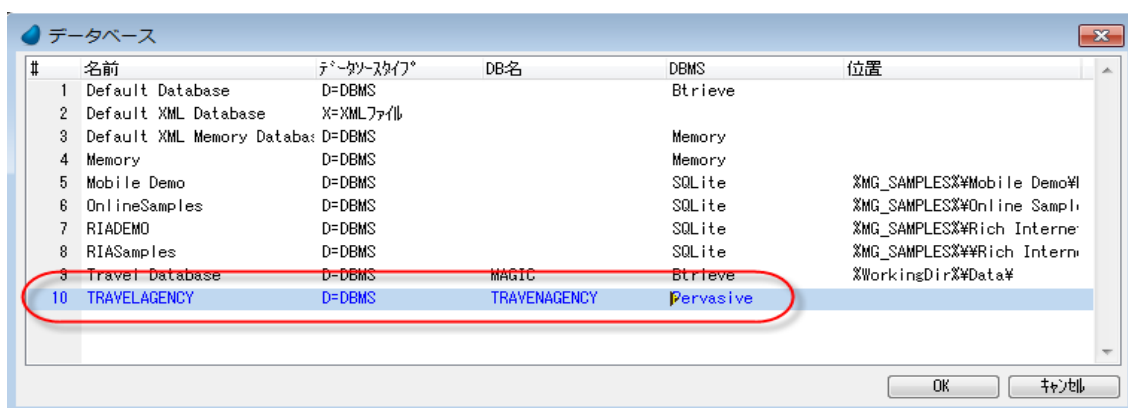 データベース
# 名前 データソースタイプ DB名 DBMS 位置
1 Default Database D=DBMS Btrieve
2 Default XML Database X=XMLファイル
3 Default XML Memory Databa D=DBMS Memory
4 Memory D=DBMS Memory
5 Mobile Demo D=DBMS SQLite %MG_SAMPLES%¥Mobile Demo¥
6 OnlineSamples D=DBMS SQLite %MG_SAMPLES%¥Online Sampl
7 RIADEMO D=DBMS SQLite %MG_SAMPLES%¥Rich Interne
8 RIASamples D=DBMS SQLite %MG_SAMPLES%¥¥Rich Intern
9 Travel Database D=DBMS MAGIC Btrieve %WorkingDir%¥Data¥
10 TRAVELAGENCY D=DBMS TRAVENAGENCY Pervasive
OK キャンセル